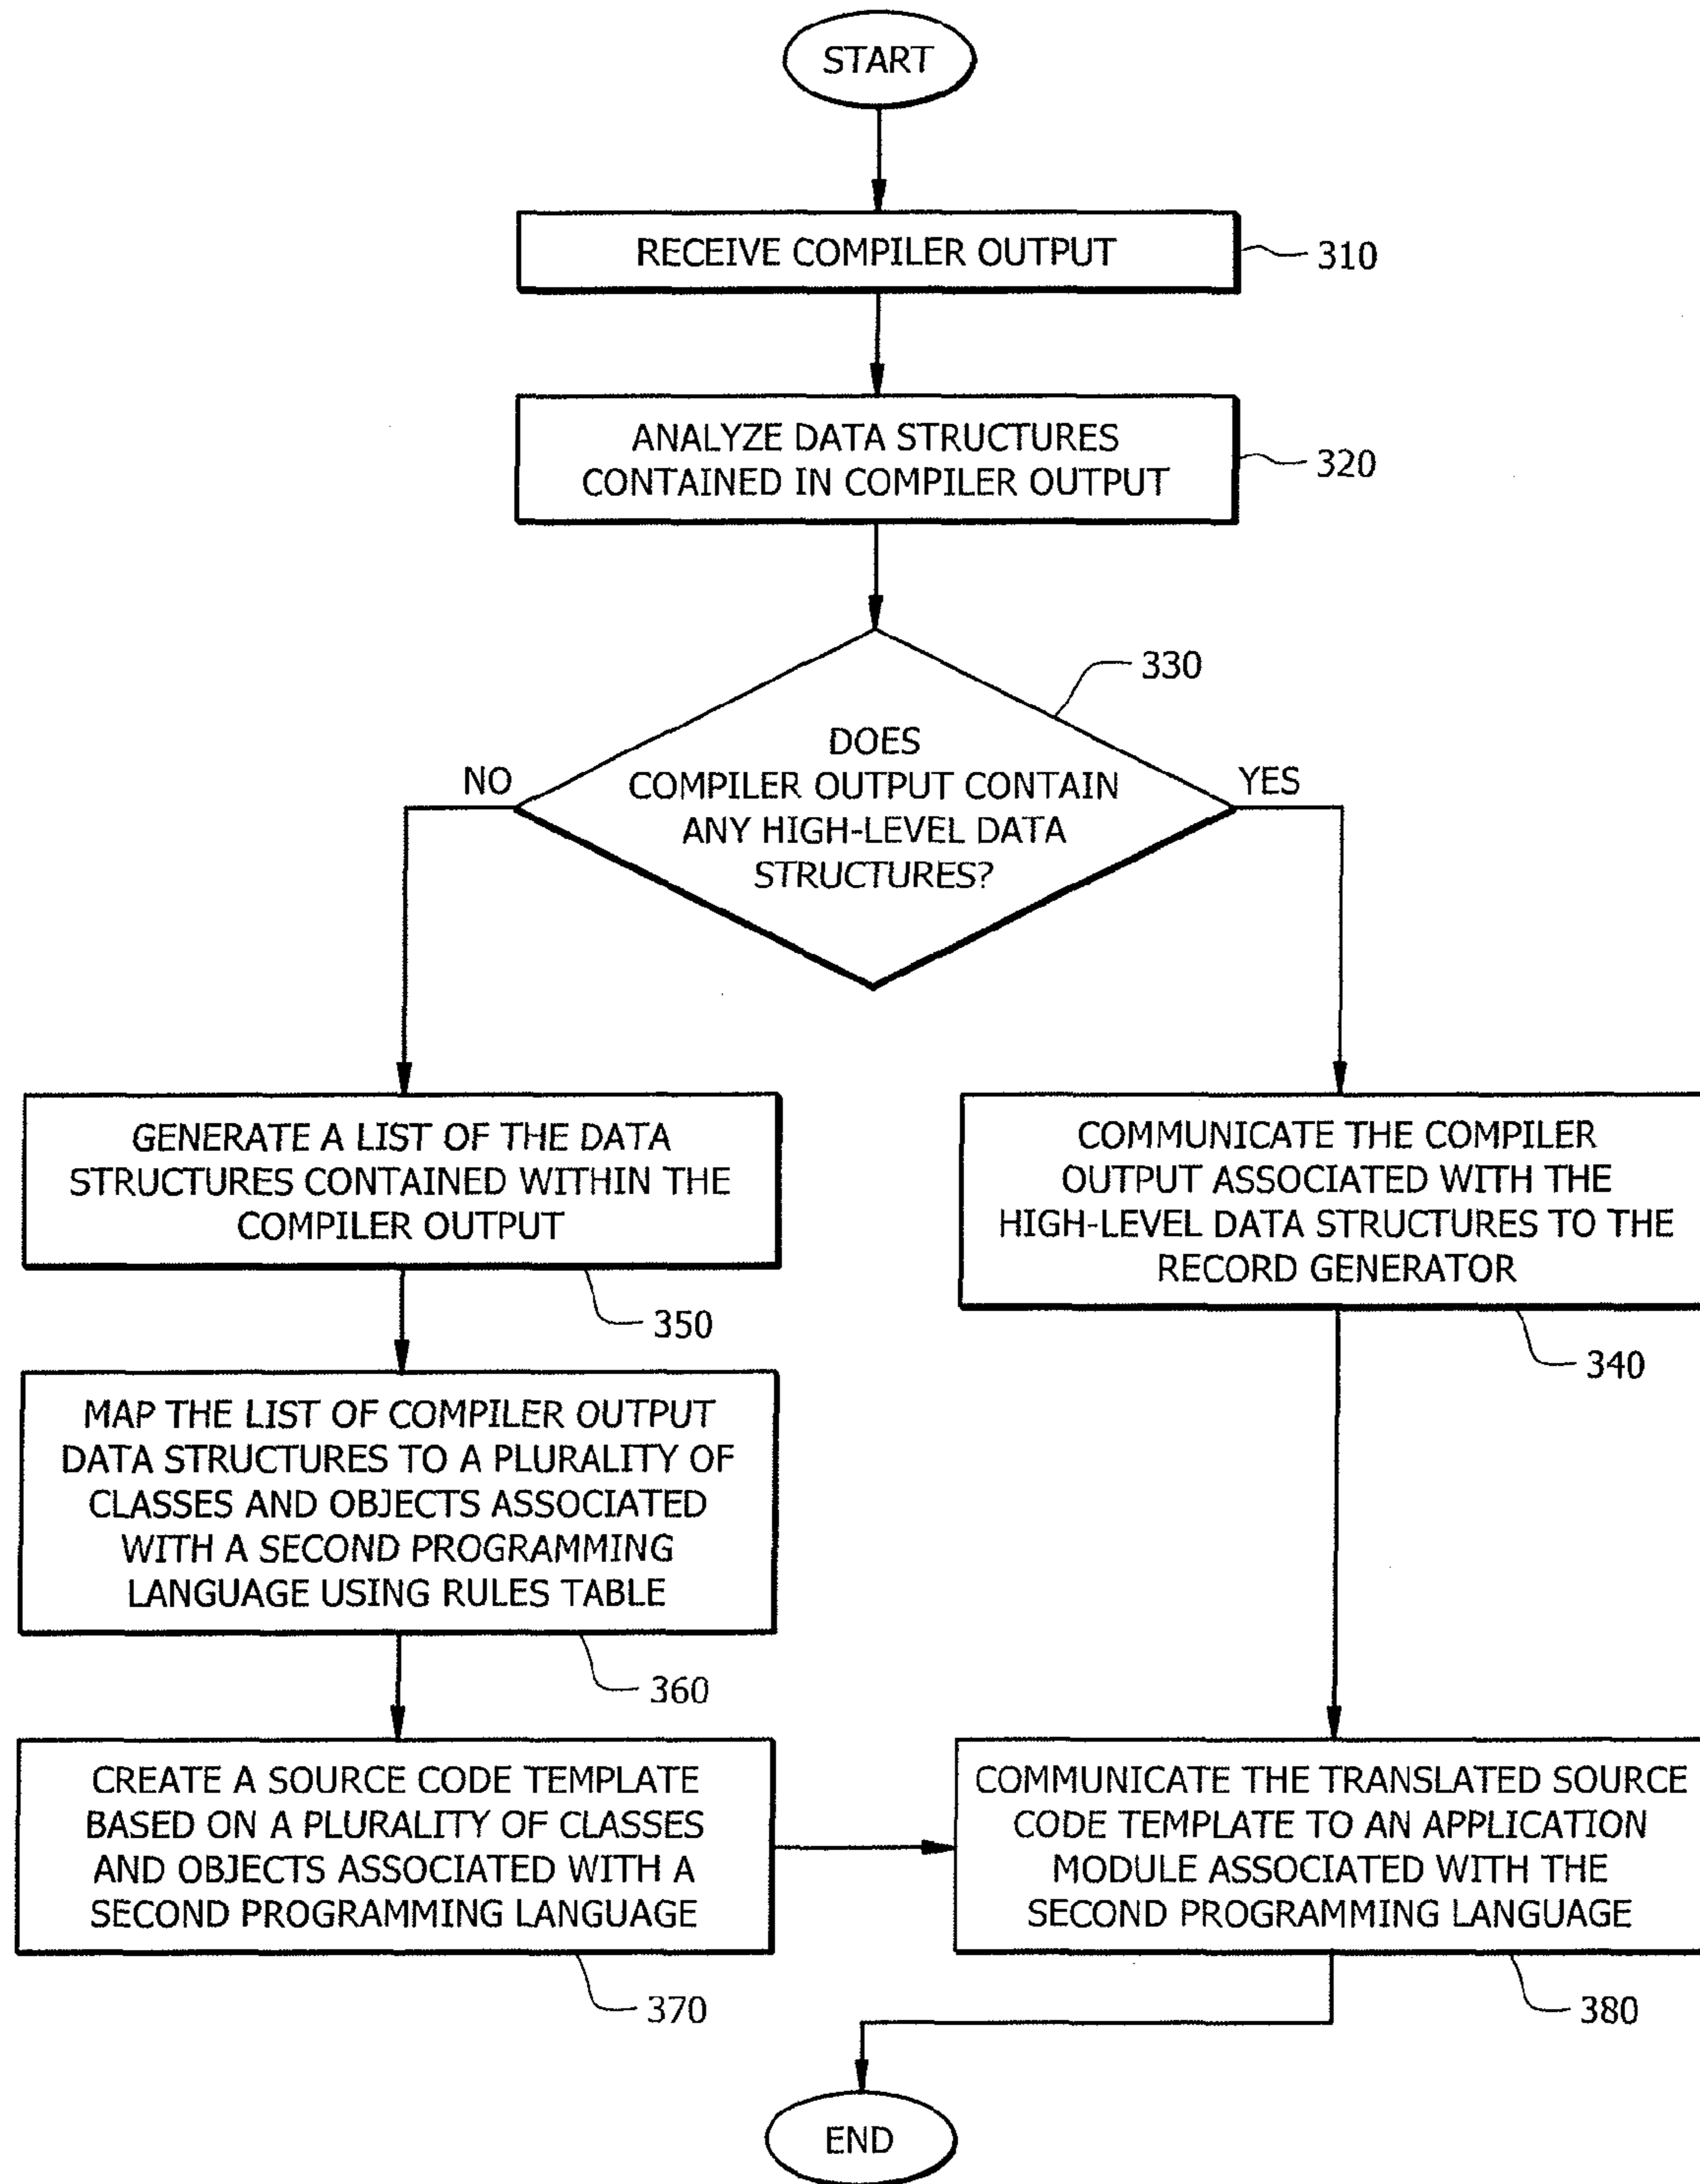 START
RECEIVE COMPILER OUTPUT
310
ANALYZE DATA STRUCTURES
CONTAINED IN COMPILER OUTPUT
320
330
DOES
COMPILER OUTPUT CONTAIN
ANY HIGH-LEVEL DATA
STRUCTURES?
NO
YES
GENERATE A LIST OF THE DATA
STRUCTURES CONTAINED WITHIN THE
COMPILER OUTPUT
350
COMMUNICATE THE COMPILER
OUTPUT ASSOCIATED WITH THE
HIGH-LEVEL DATA STRUCTURES TO THE
RECORD GENERATOR
340
MAP THE LIST OF COMPILER OUTPUT
DATA STRUCTURES TO A PLURALITY OF
CLASSES AND OBJECTS ASSOCIATED
WITH A SECOND PROGRAMMING
LANGUAGE USING RULES TABLE
360
CREATE A SOURCE CODE TEMPLATE
BASED ON A PLURALITY OF CLASSES
AND OBJECTS ASSOCIATED WITH A
SECOND PROGRAMMING LANGUAGE
370
COMMUNICATE THE TRANSLATED SOURCE
CODE TEMPLATE TO AN APPLICATION
MODULE ASSOCIATED WITH THE
SECOND PROGRAMMING LANGUAGE
380
END